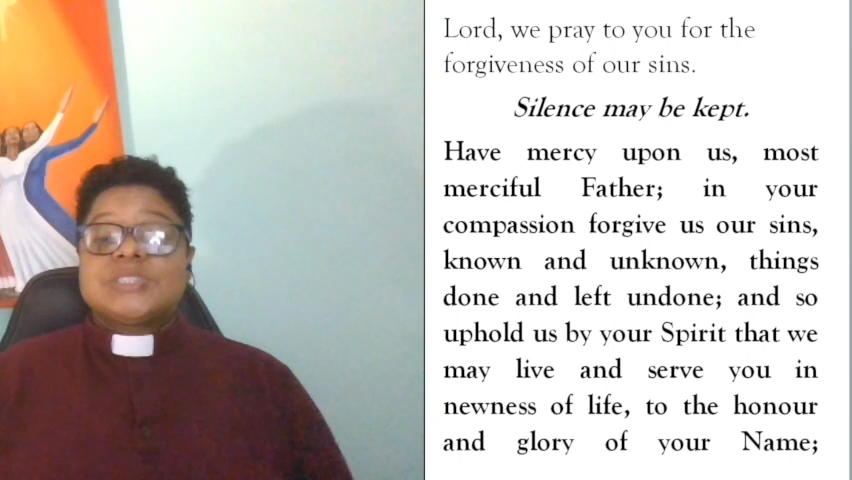 Lord, we pray to you for the
forgiveness of our sins.
Silence may be kept.
Have mercy upon us, most
merciful Father; in your
compassion forgive us our sins,
known and unknown, things
done and left undone; and so
uphold us by your Spirit that we
may live and serve you in
newness of life, to the honour
and glory of your Name;